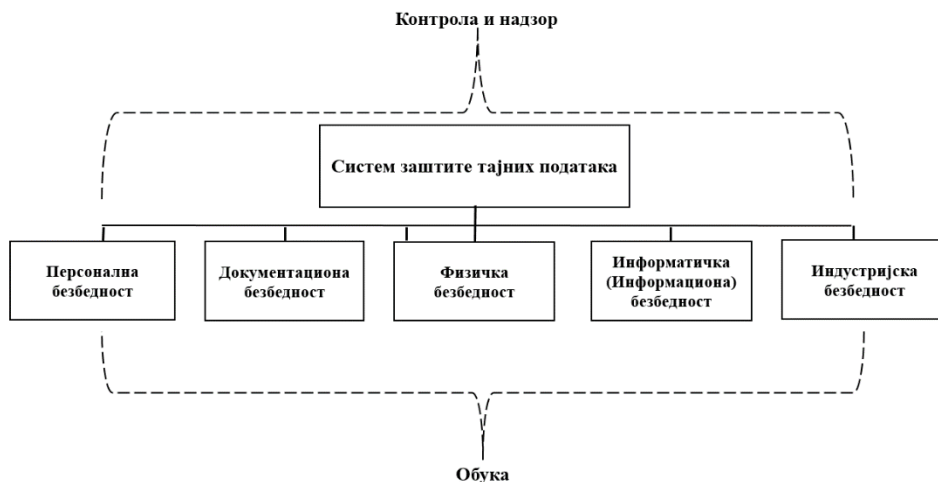 Контрола и надзор
Систем заштите тајних података
Персонална
безбедност
Документациона
безбедност
Физичка
безбедност
Информатичка
(Информациона)
безбедност
Индустријска
безбедност
Обука